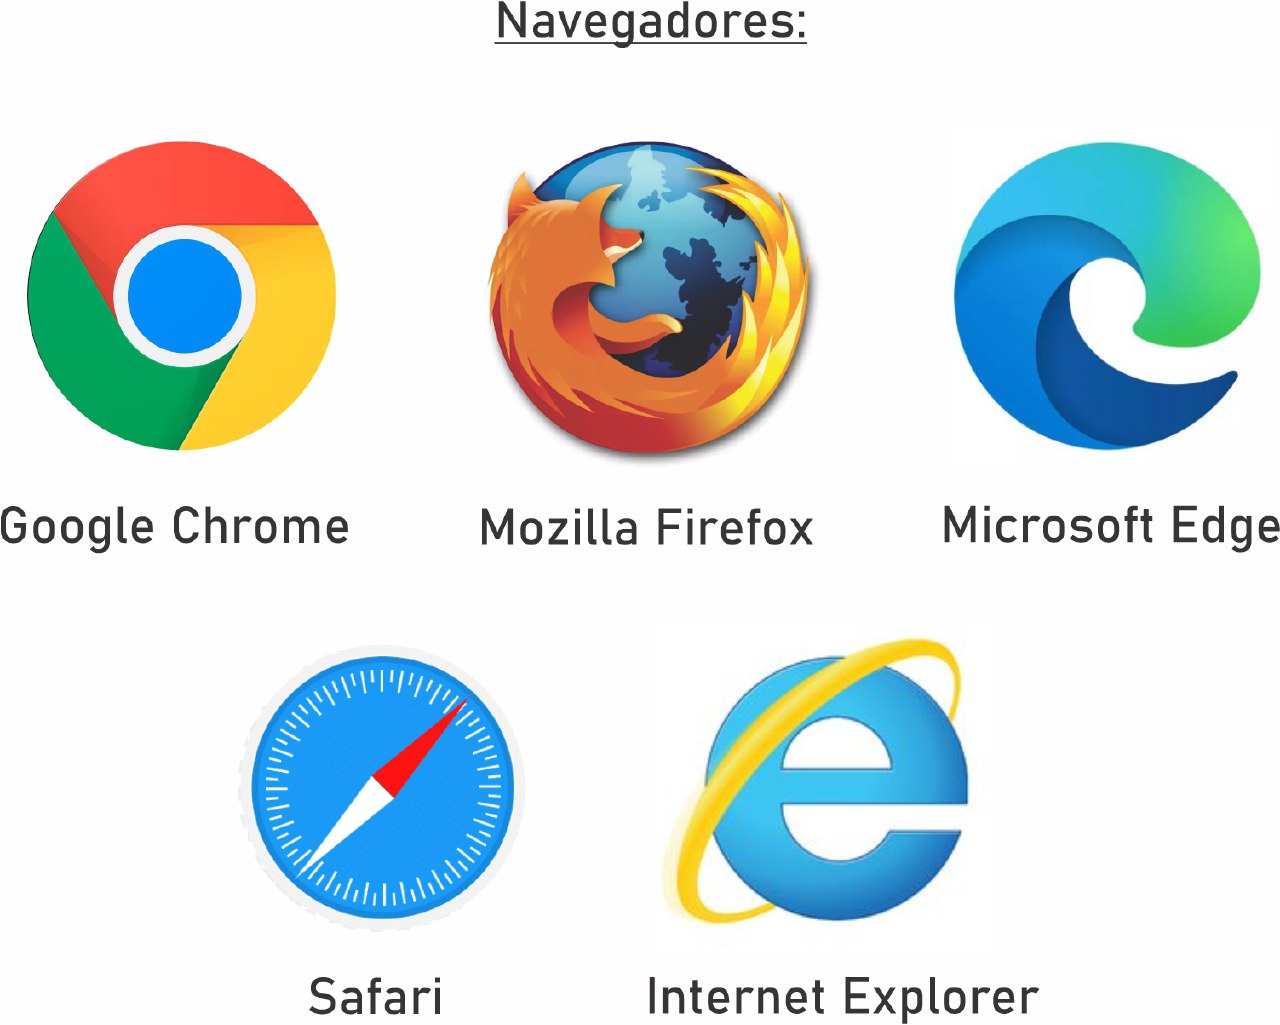 Navegadores:
Google Chrome
Mozilla Firefox
Microsoft Edge
Safari
Internet Explorer